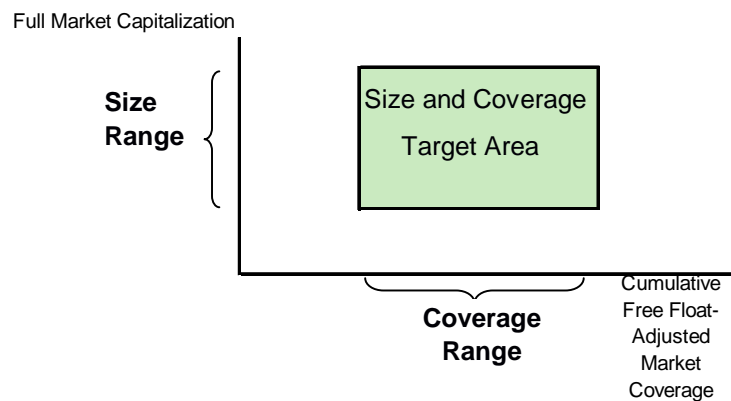 Full Market Capitalization
Size
Range
Size and Coverage
Target Area
Coverage
Range
Cumulative
Free Float-
Adjusted
Market
Coverage